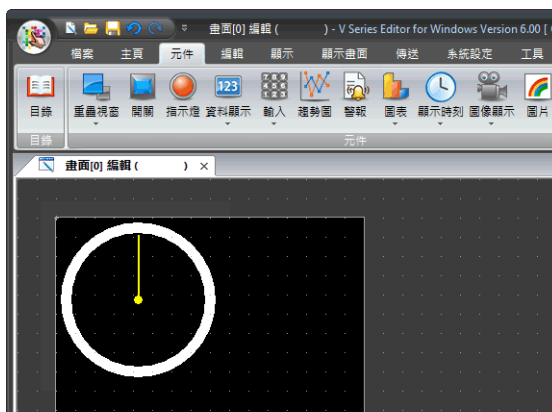 畫面[0] 編輯 ( ) - V Series Editor for Windows Version 6.00 [
檔案 主頁 元件 編輯 顯示 顯示畫面 傳送 系統設定 工具
目錄 重疊視窗 開關 指示燈 資料顯示 123 輸入 趨勢圖 警報 圖表 顯示時刻 圖像顯示 圖片
目錄 元件
畫面[0] 編輯 ( ) ×